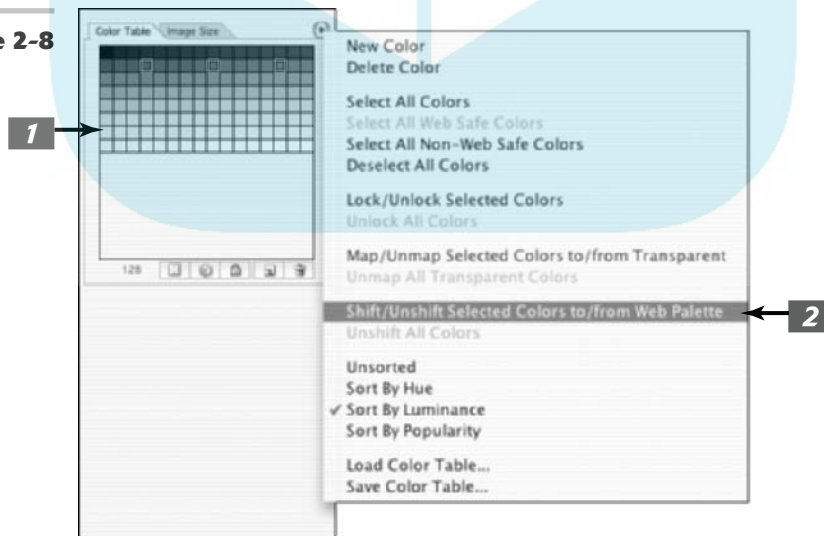 e 2-8
Color Table Image Size
1
128
New Color
Delete Color
Select All Colors
Select All Web Safe Colors
Select All Non-Web Safe Colors
Deselect All Colors
Lock/Unlock Selected Colors
Unlock All Colors
Map/Unmap Selected Colors to/from Transparent
Unmap All Transparent Colors
Shift/Unshift Selected Colors to/from Web Palette
2
Unshift All Colors
Unsorted
Sort By Hue
✓ Sort By Luminance
Sort By Popularity
Load Color Table...
Save Color Table...